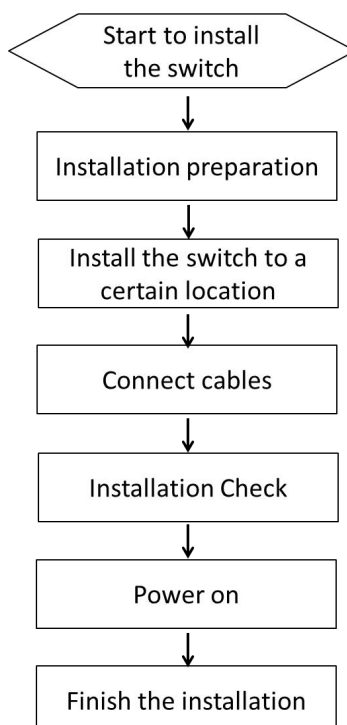 Start to install
the switch
Installation preparation
Install the switch to a
certain location
Connect cables
Installation Check
Power on
Finish the installation